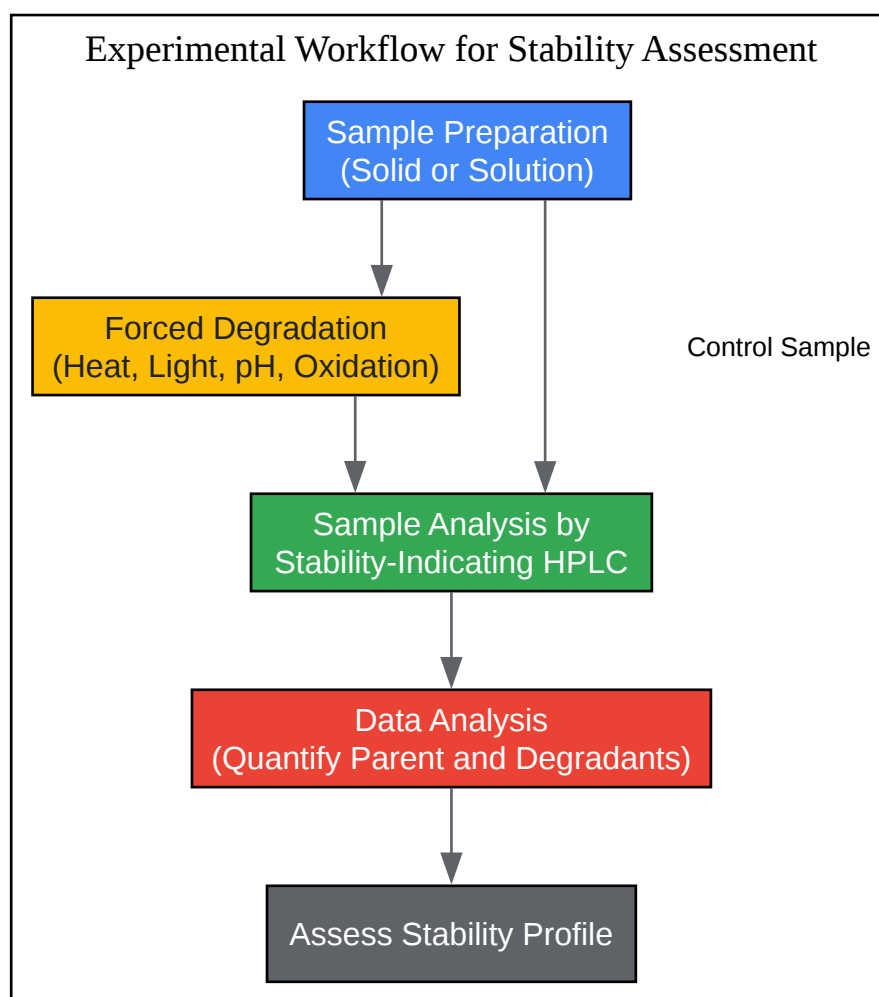 Experimental Workflow for Stability Assessment
Sample Preparation
(Solid or Solution)
Forced Degradation
(Heat, Light, pH, Oxidation)
Control Sample
Sample Analysis by
Stability-Indicating HPLC
Data Analysis
(Quantify Parent and Degradants)
Assess Stability Profile